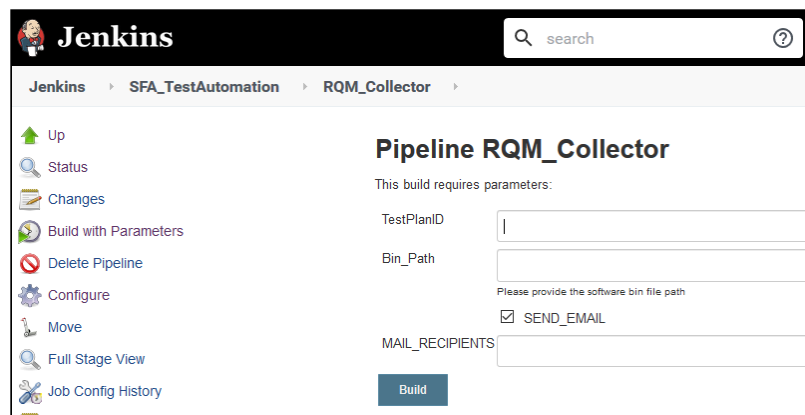 Jenkins
search
Jenkins SFA_TestAutomation RQM_Collector
Up
Status
Changes
Build with Parameters
Delete Pipeline
Configure
Move
Full Stage View
Job Config History
Pipeline RQM_Collector
This build requires parameters:
TestPlanID
Bin_Path
Please provide the software bin file path
SEND_EMAIL
MAIL_RECIPIENTS
Build